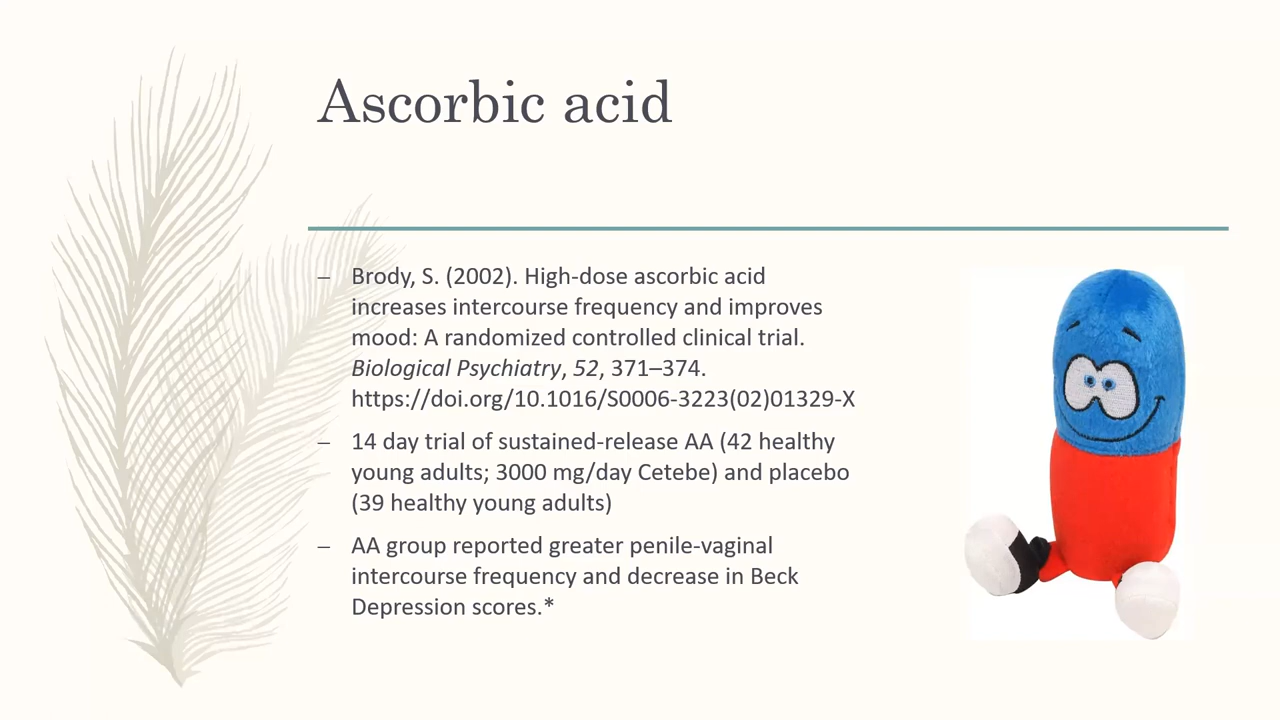 Ascorbic acid
– Brody, S. (2002). High-dose ascorbic acid
increases intercourse frequency and improves
mood: A randomized controlled clinical trial.
Biological Psychiatry, 52, 371–374.
https://doi.org/10.1016/S0006-3223(02)01329-X
– 14 day trial of sustained-release AA (42 healthy
young adults; 3000 mg/day Cetebe) and placebo
(39 healthy young adults)
– AA group reported greater penile-vaginal
intercourse frequency and decrease in Beck
Depression scores.*